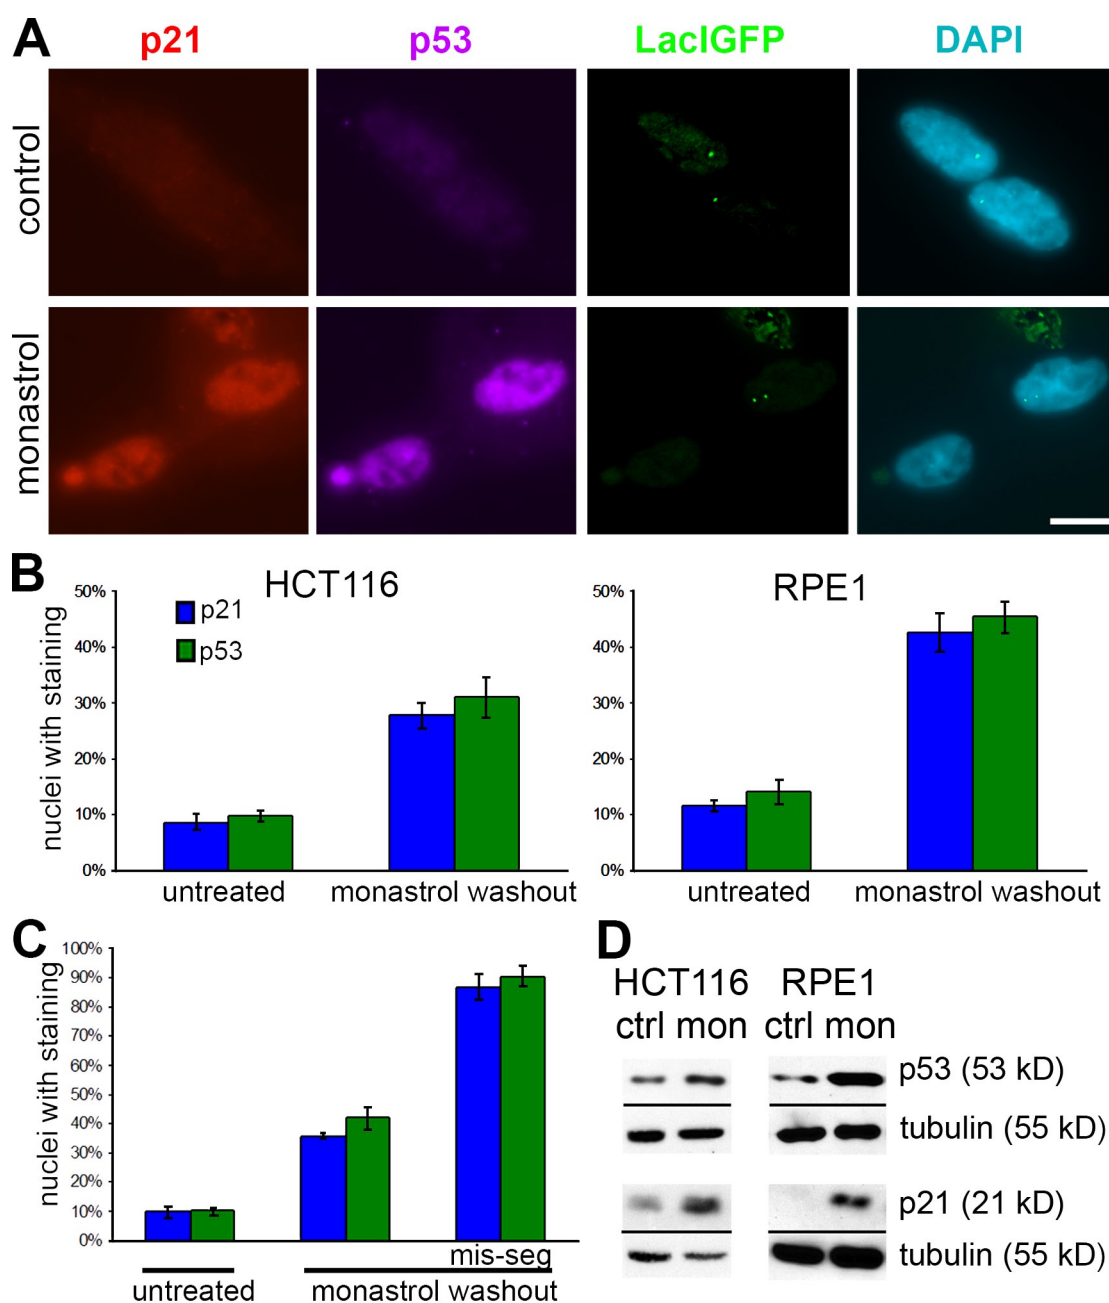 A
p21 p53 LacIGFP DAPI
control
monastrol
B
HCT116
nuclei with staining
50%
40%
30%
20%
10%
0%
p21
p53
untreated monastrol washout
RPE1
50%
40%
30%
20%
10%
0%
untreated monastrol washout
C
nuclei with staining
100%
90%
80%
70%
60%
50%
40%
30%
20%
10%
0%
mis-seg
untreated monastrol washout
D
HCT116 RPE1
ctrl mon ctrl mon
p53 (53 kD)
tubulin (55 kD)
p21 (21 kD)
tubulin (55 kD)